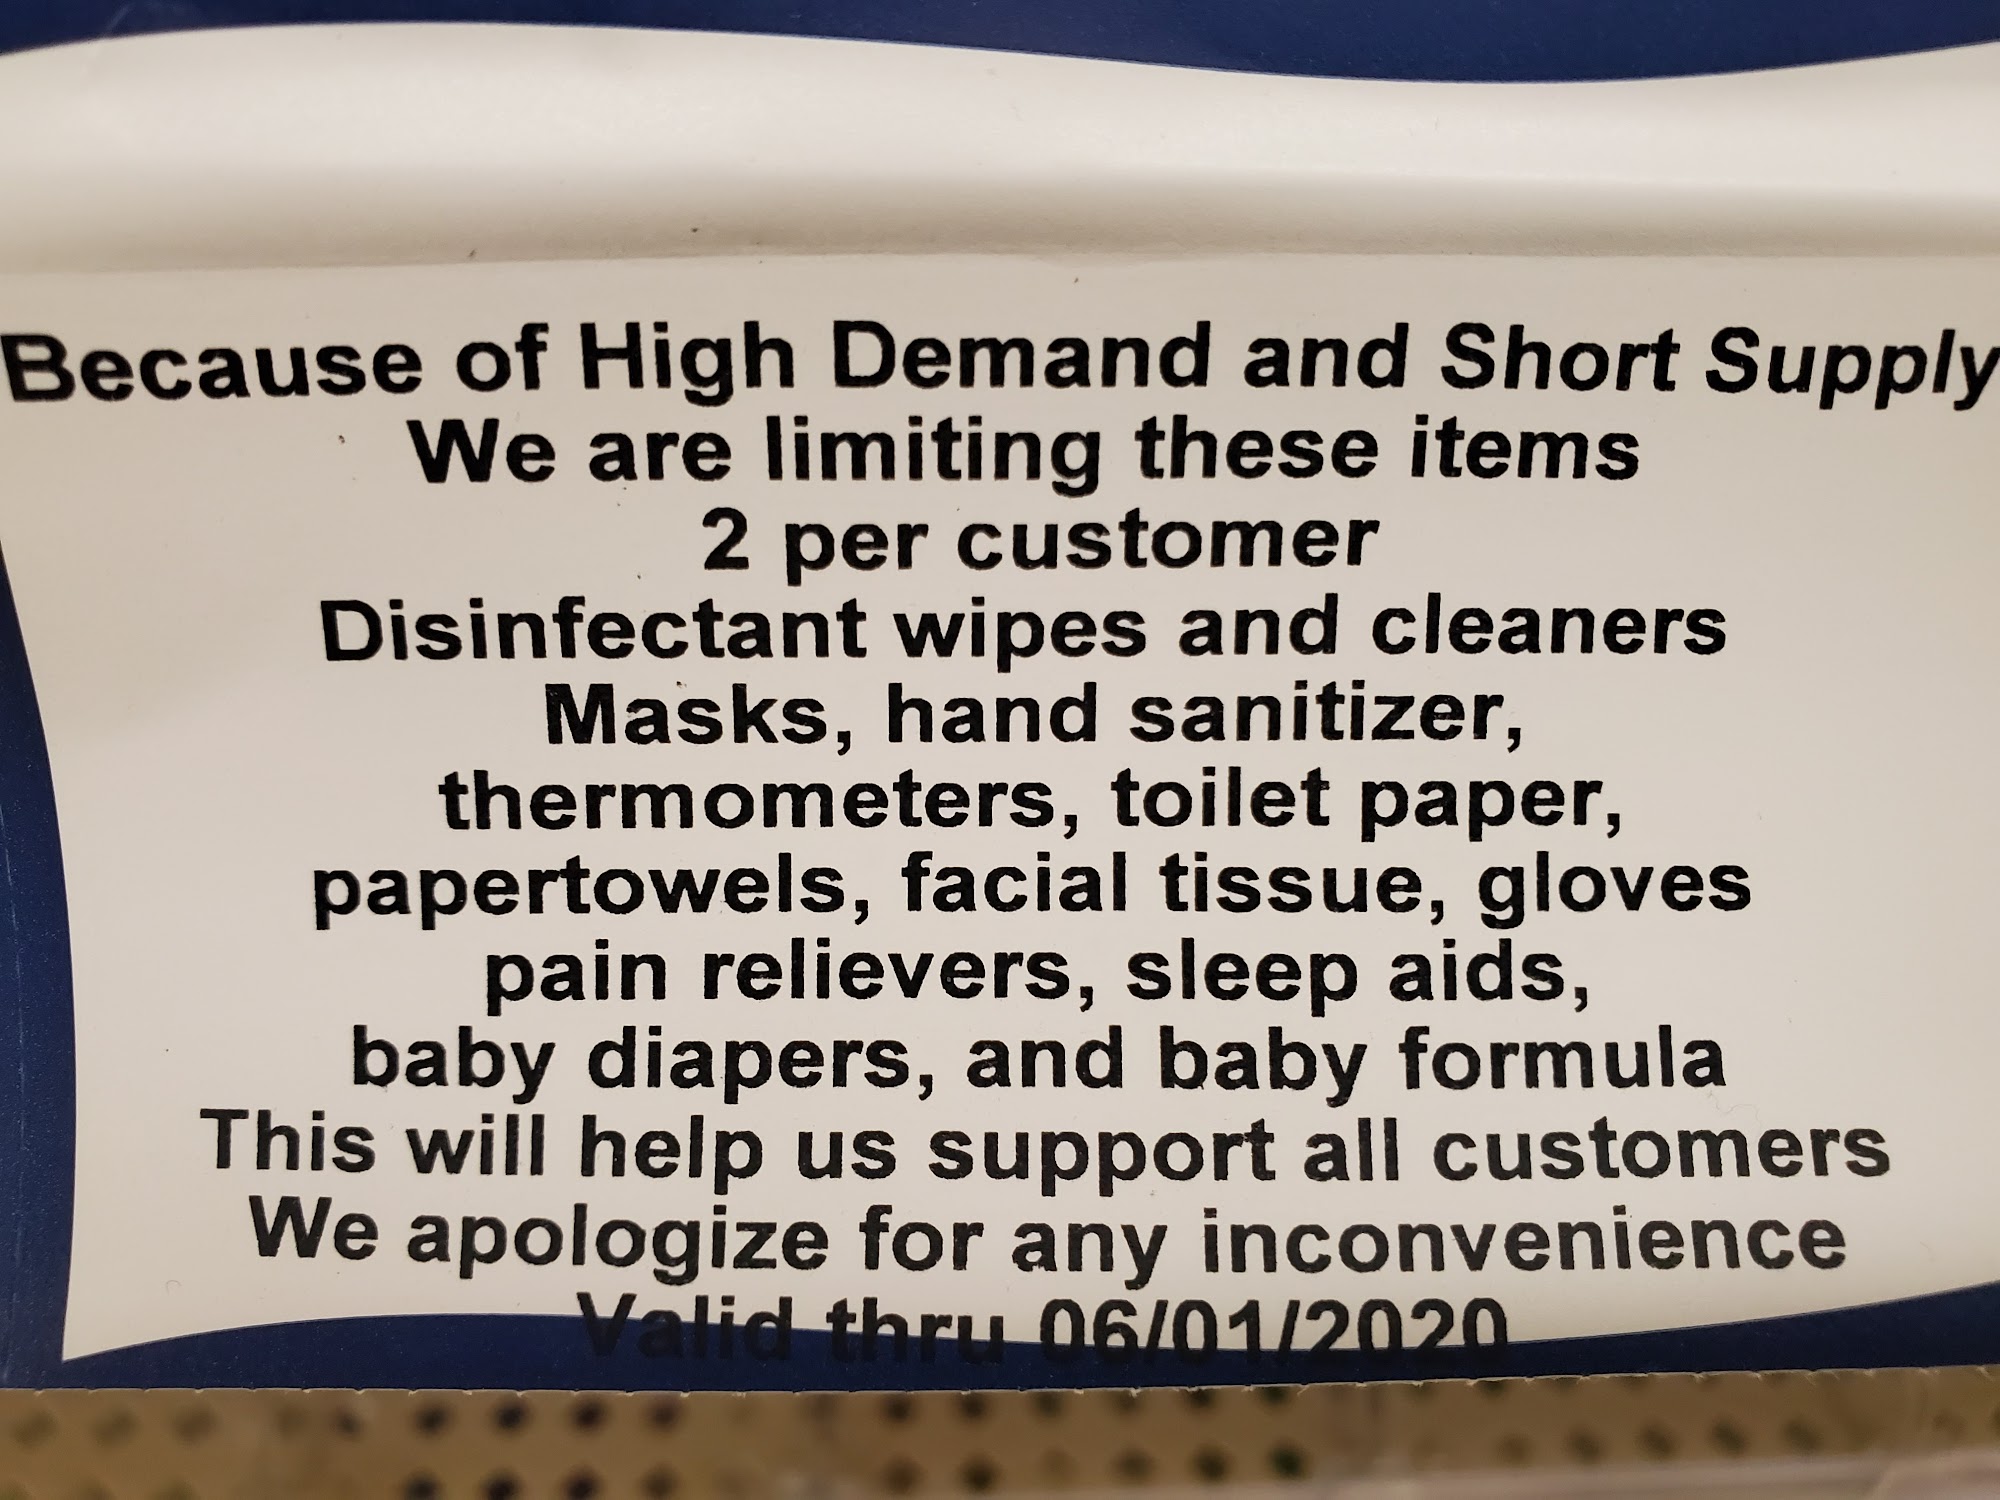 Because of High Demand and Short Supply
We are limiting these items
2 per customer
Disinfectant wipes and cleaners
Masks, hand sanitizer,
thermometers, toilet paper,
papertowels, facial tissue, gloves
pain relievers, sleep aids,
baby diapers, and baby formula
This will help us support all customers
We apologize for any inconvenience
Valid thru 06/01/2020